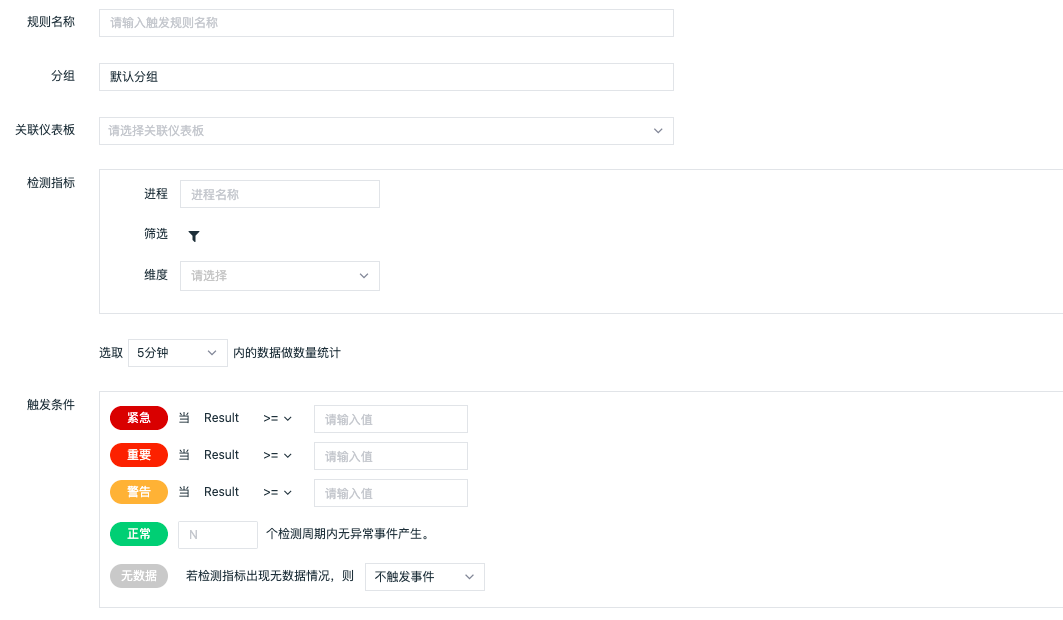 规则名称 请输入触发规则名称
分组 默认分组
关联仪表板 请选择关联仪表板
检测指标
进程 进程名称
筛选
维度 请选择
选取 5分钟 内的数据做数量统计
触发条件
紧急 当 Result >= 请输入值
重要 当 Result >= 请输入值
警告 当 Result >= 请输入值
正常 N 个检测周期内无异常事件产生。
无数据 若检测指标出现无数据情况，则 不触发事件